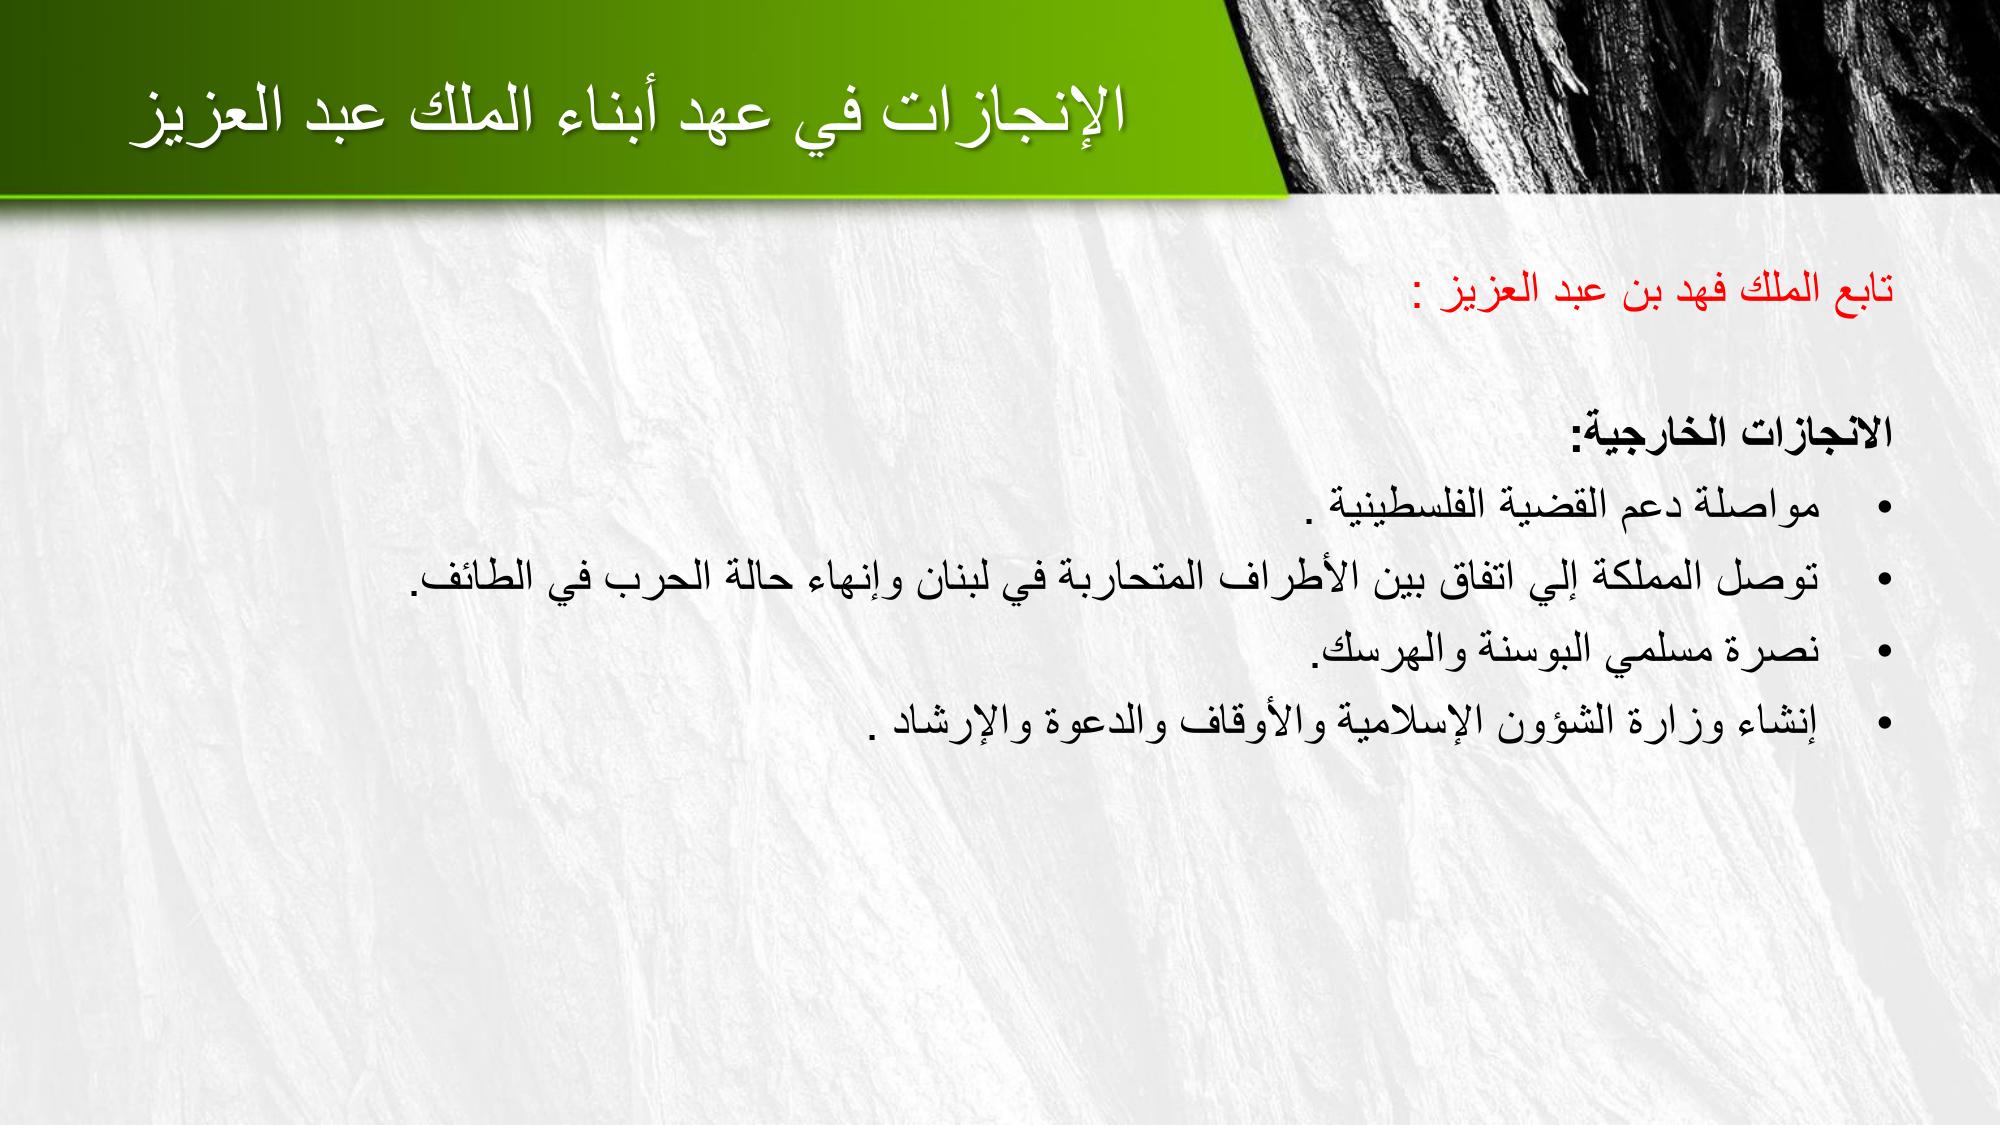 الإنجازات في عهد أبناء الملك عبد العزيز
تابع الملك فهد بن عبد العزيز :
الانجازات الخارجية:
• مواصلة دعم القضية الفلسطينية .
• توصل المملكة إلي اتفاق بين الأطراف المتحاربة في لبنان وإنهاء حالة الحرب في الطائف.
• نصرة مسلمي البوسنة والهرسك.
• إنشاء وزارة الشؤون الإسلامية والأوقاف والدعوة والإرشاد .